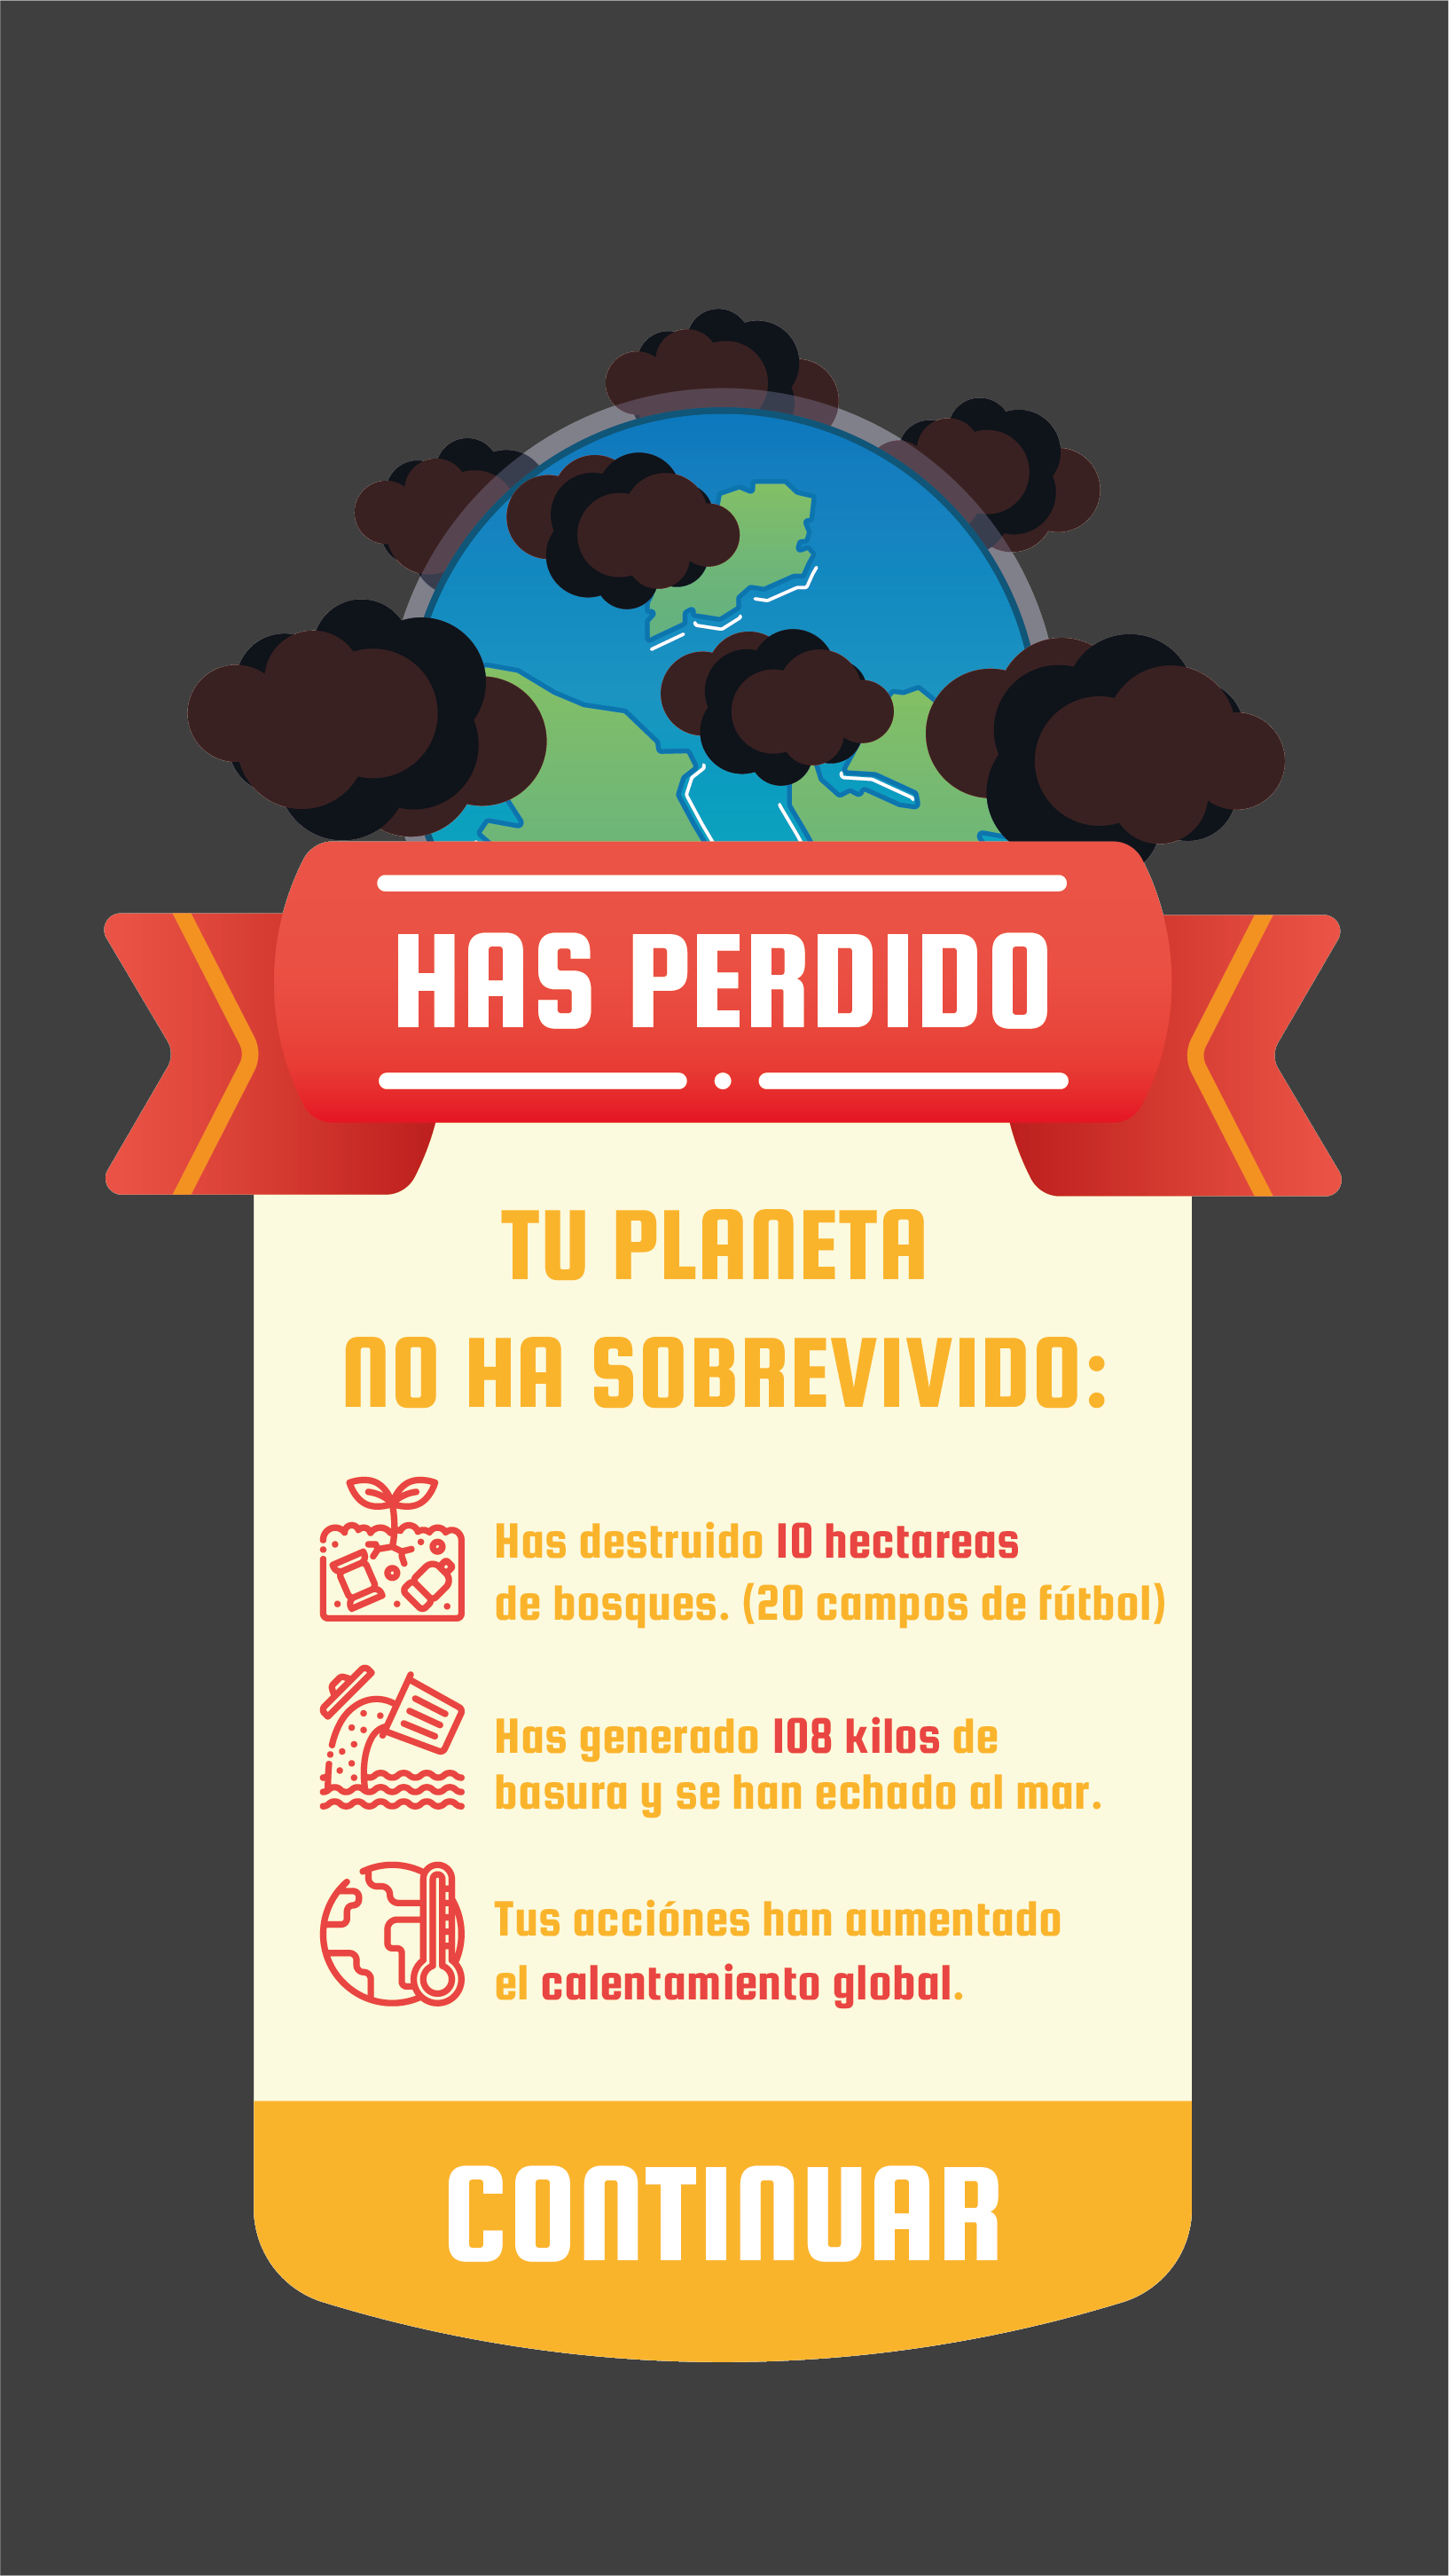 HAS PERDIDO
TU PLANETA
NO HA SOBREVIVIDO:
Has destruido 10 hectareas
de bosques. (20 campos de fútbol)
Has generado 108 kilos de
basura y se han echado al mar.
Tus acciónes han aumentado
el calentamiento global.
CONTINUAR